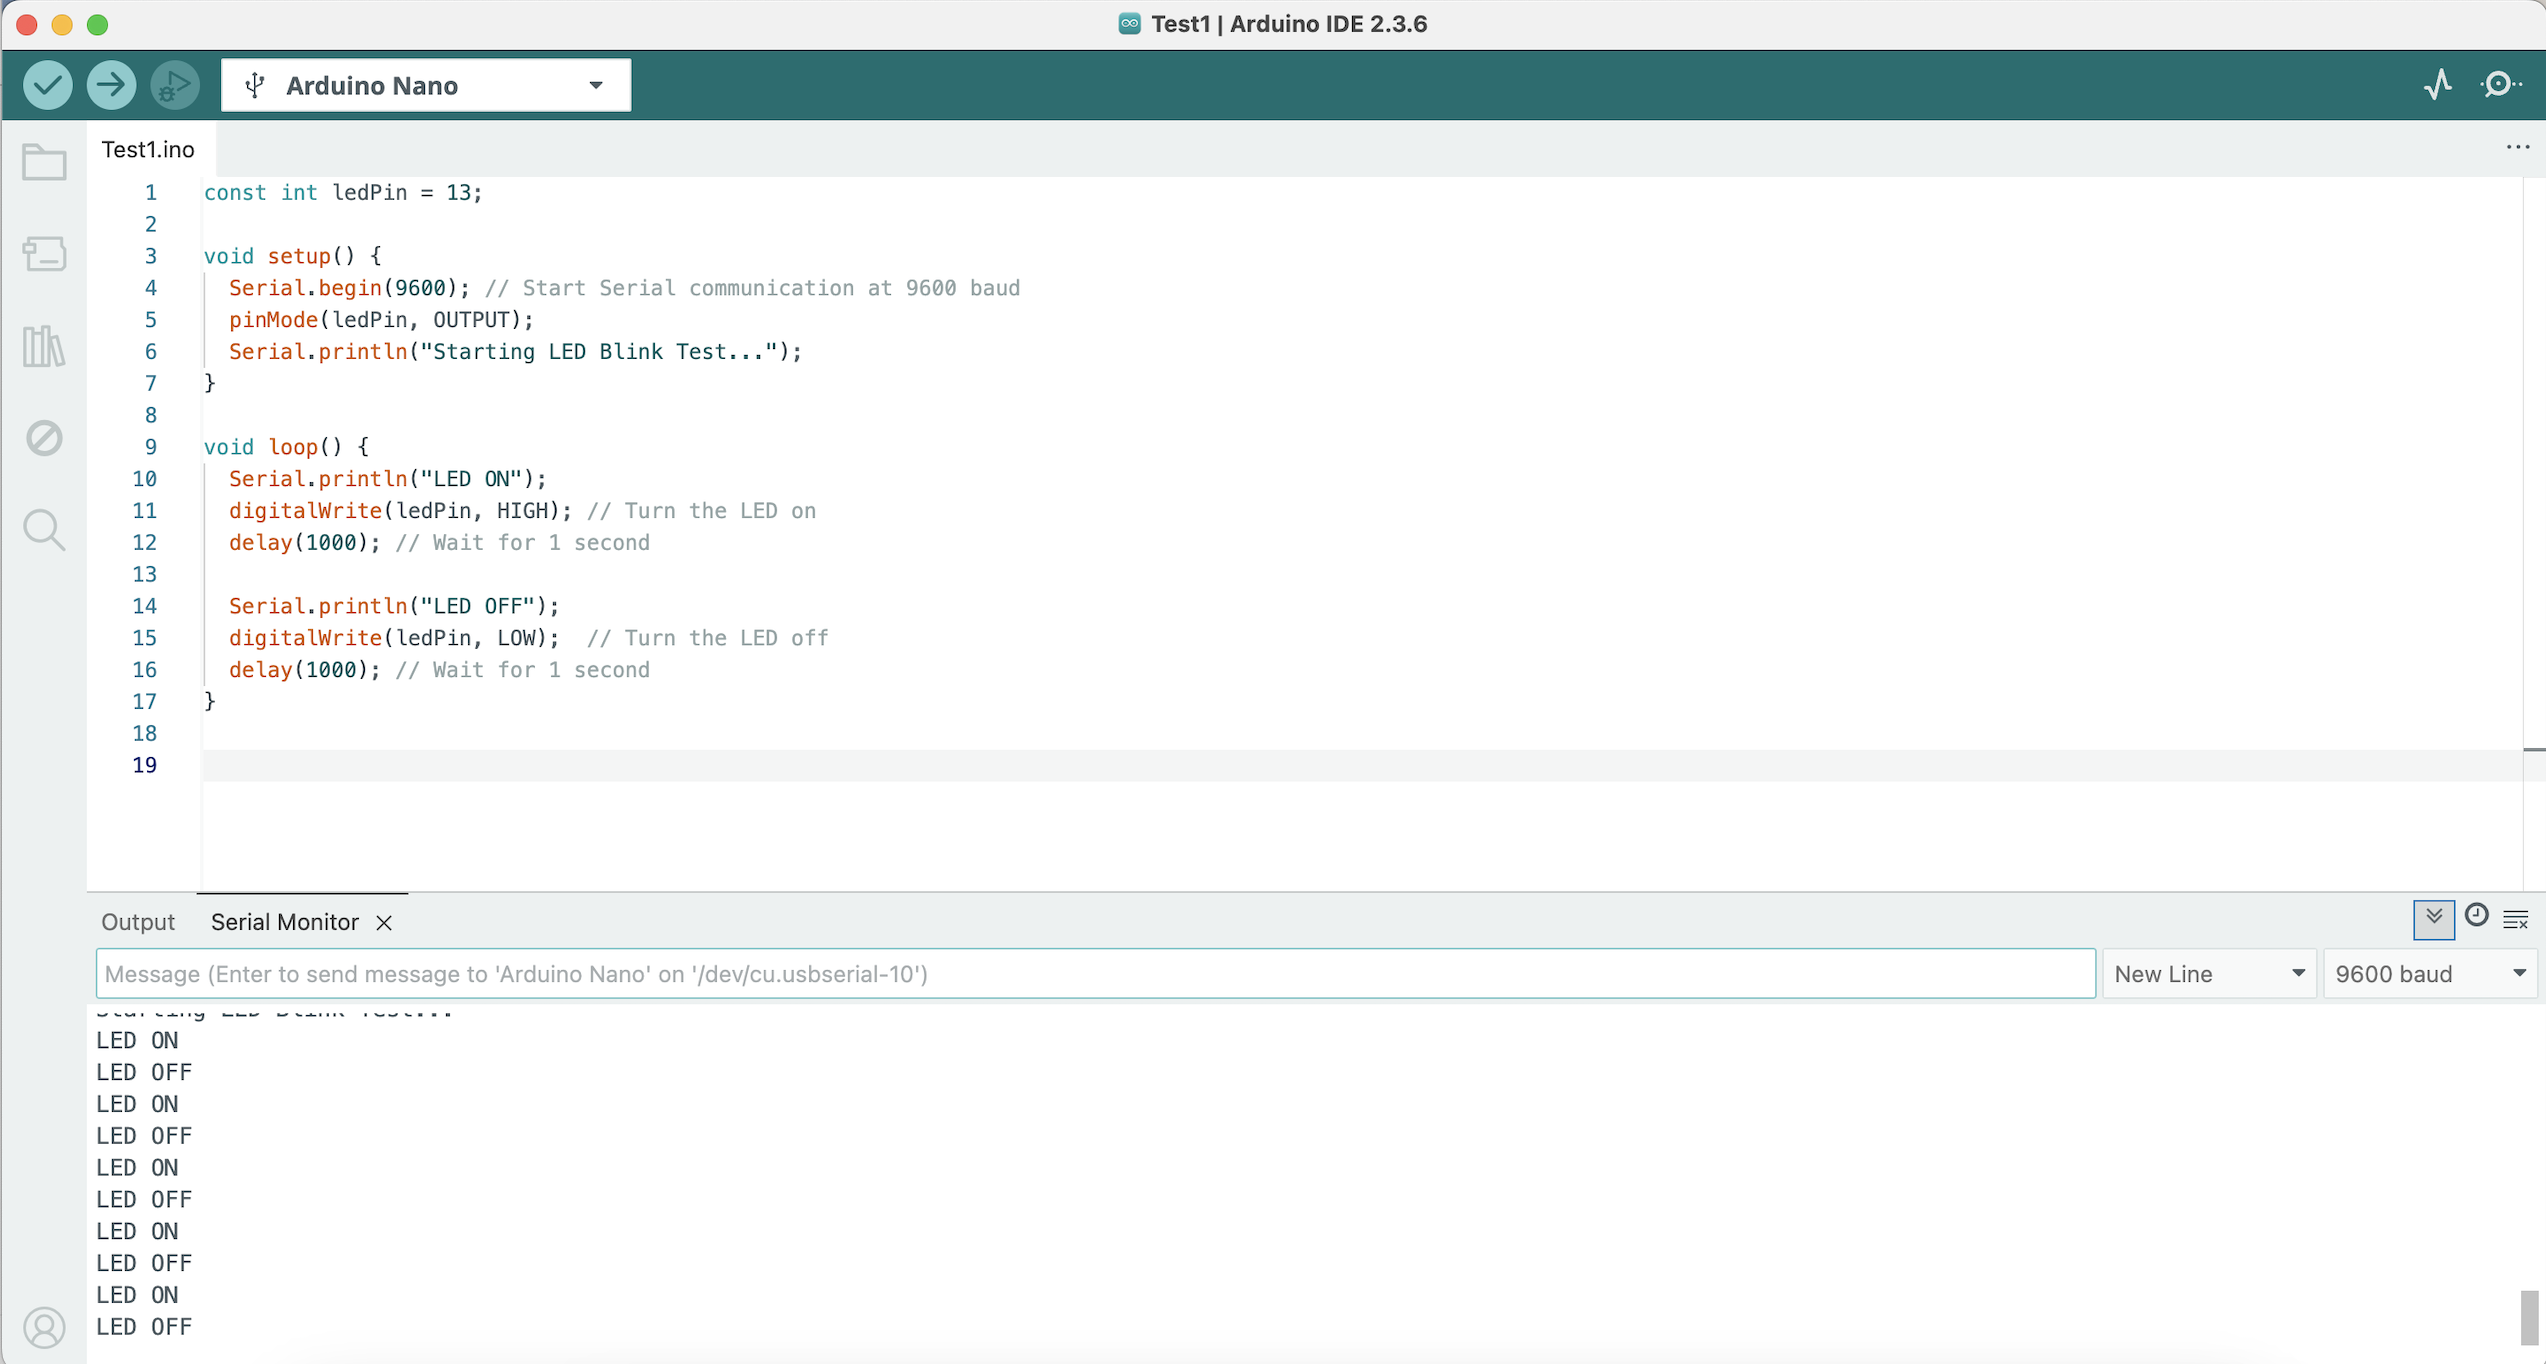 Test1 | Arduino IDE 2.3.6
Arduino Nano
Test1.ino
1 const int ledPin = 13;
2
3 void setup() {
4 Serial.begin(9600); // Start Serial communication at 9600 baud
5 pinMode(ledPin, OUTPUT);
6 Serial.println("Starting LED Blink Test...");
7 }
8
9 void loop() {
10 Serial.println("LED ON");
11 digitalWrite(ledPin, HIGH); // Turn the LED on
12 delay(1000); // Wait for 1 second
13
14 Serial.println("LED OFF");
15 digitalWrite(ledPin, LOW);  // Turn the LED off
16 delay(1000); // Wait for 1 second
17 }
18
19
Output Serial Monitor
Message (Enter to send message to 'Arduino Nano' on '/dev/cu.usbserial-10') New Line 9600 baud
Starting LED Blink Test...
LED ON
LED OFF
LED ON
LED OFF
LED ON
LED OFF
LED ON
LED OFF
LED ON
LED OFF